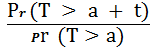 Pr(T > a + t)
Pr (T > a)